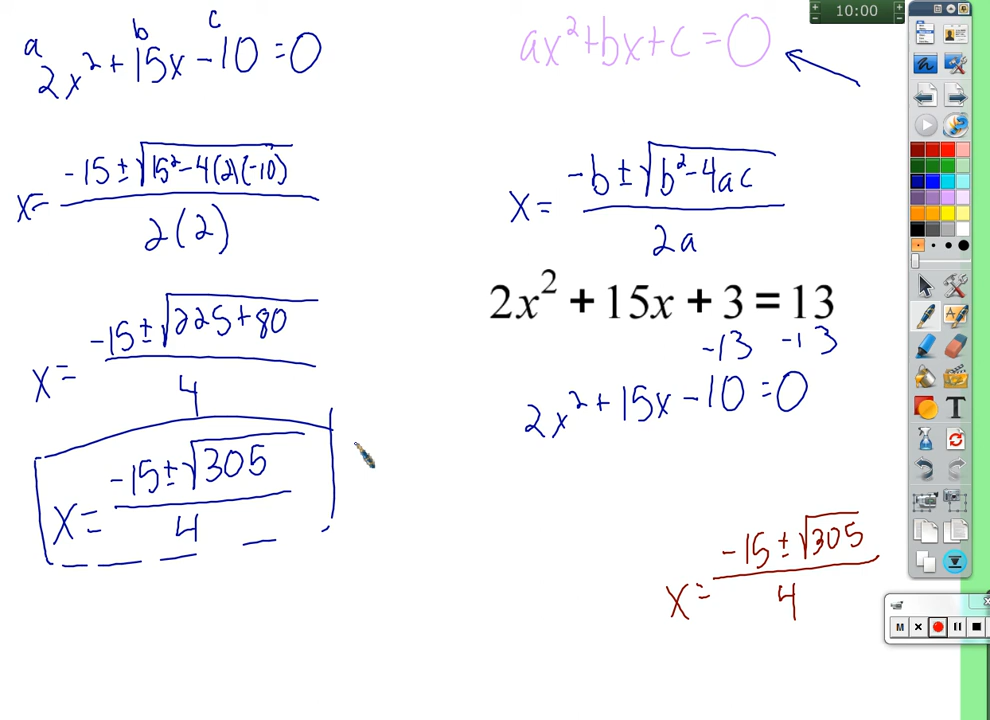 a b c
2x² + 15x - 10 = 0
x = (-15 ± √(15² - 4(2)(-10))) / 2(2)
x = (-15 ± √(225 + 80)) / 4
x = (-15 ± √305) / 4
ax² + bx + c = 0
x = (-b ± √(b² - 4ac)) / 2a
2x² + 15x + 3 = 13
-13 -13
2x² + 15x - 10 = 0
x = (-15 ± √305) / 4
10:00
T
M